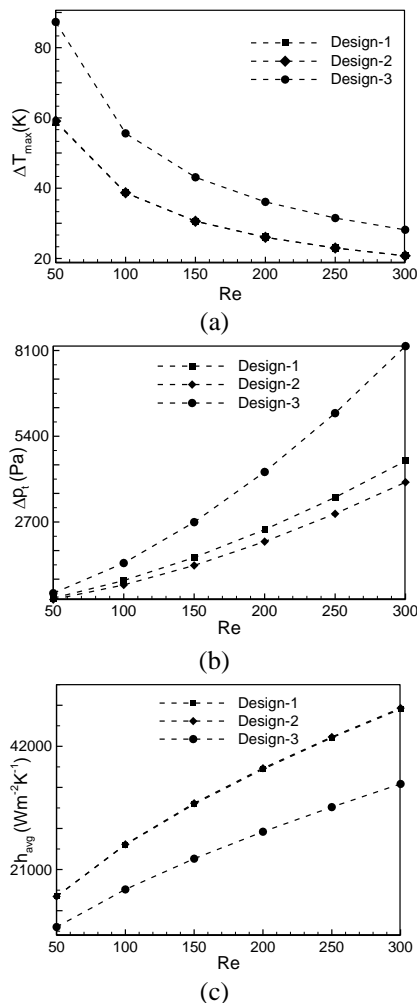 80
60
40
20
ΔT_max(K)
Design-1
Design-2
Design-3
50 100 150 200 250 300
Re
(a)
8100
5400
2700
Δp_t (Pa)
Design-1
Design-2
Design-3
50 100 150 200 250 300
Re
(b)
42000
21000
h_avg (Wm⁻²K⁻¹)
Design-1
Design-2
Design-3
50 100 150 200 250 300
Re
(c)